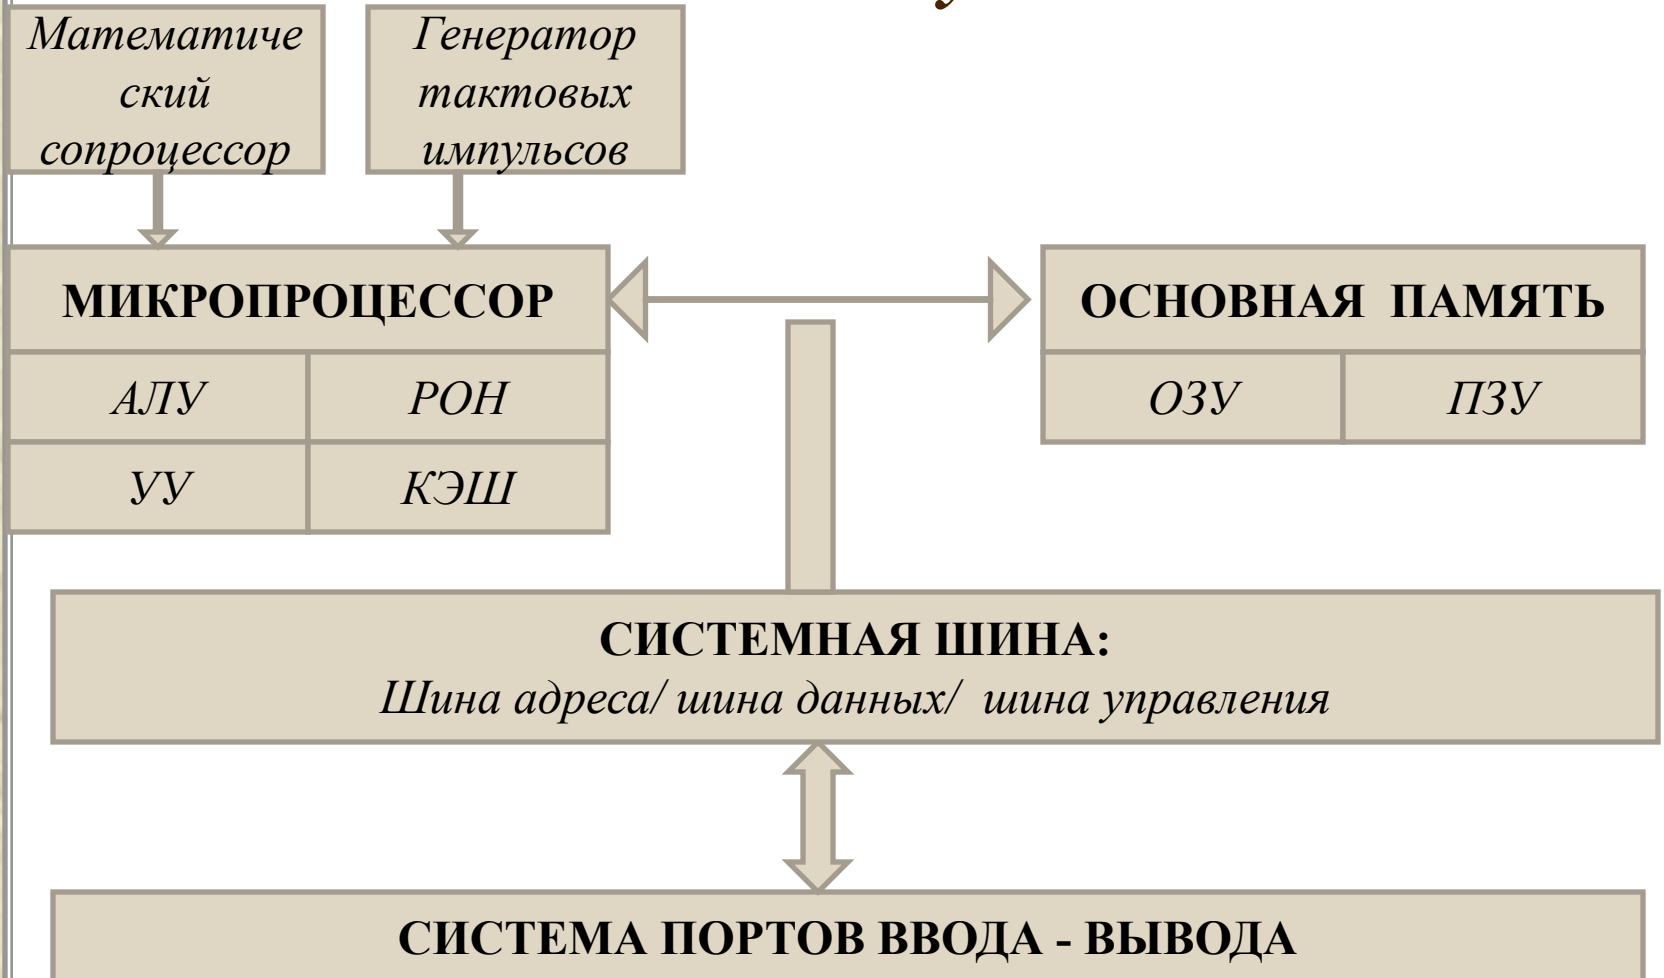 Математиче
ский
сопроцессор
Генератор
тактовых
импульсов
МИКРОПРОЦЕССОР
ОСНОВНАЯ ПАМЯТЬ
АЛУ
РОН
ОЗУ
ПЗУ
УУ
КЭШ
СИСТЕМНАЯ ШИНА:
Шина адреса/ шина данных/ шина управления
СИСТЕМА ПОРТОВ ВВОДА - ВЫВОДА